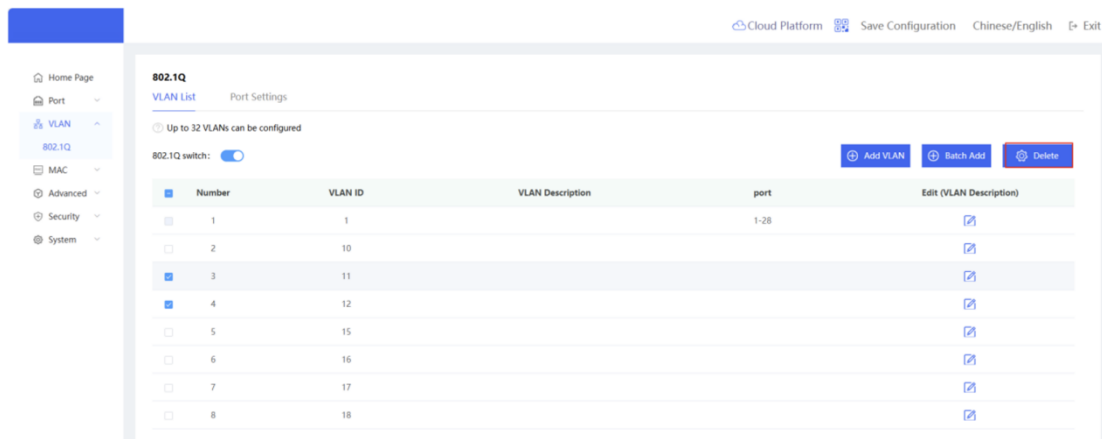 Cloud Platform Save Configuration Chinese/English Exit
Home Page
Port
VLAN
802.1Q
MAC
Advanced
Security
System
802.1Q
VLAN List Port Settings
Up to 32 VLANs can be configured
802.1Q switch:
Add VLAN Batch Add Delete
Number VLAN ID VLAN Description port Edit (VLAN Description)
1 1 1-28
2 10
3 11
4 12
5 15
6 16
7 17
8 18